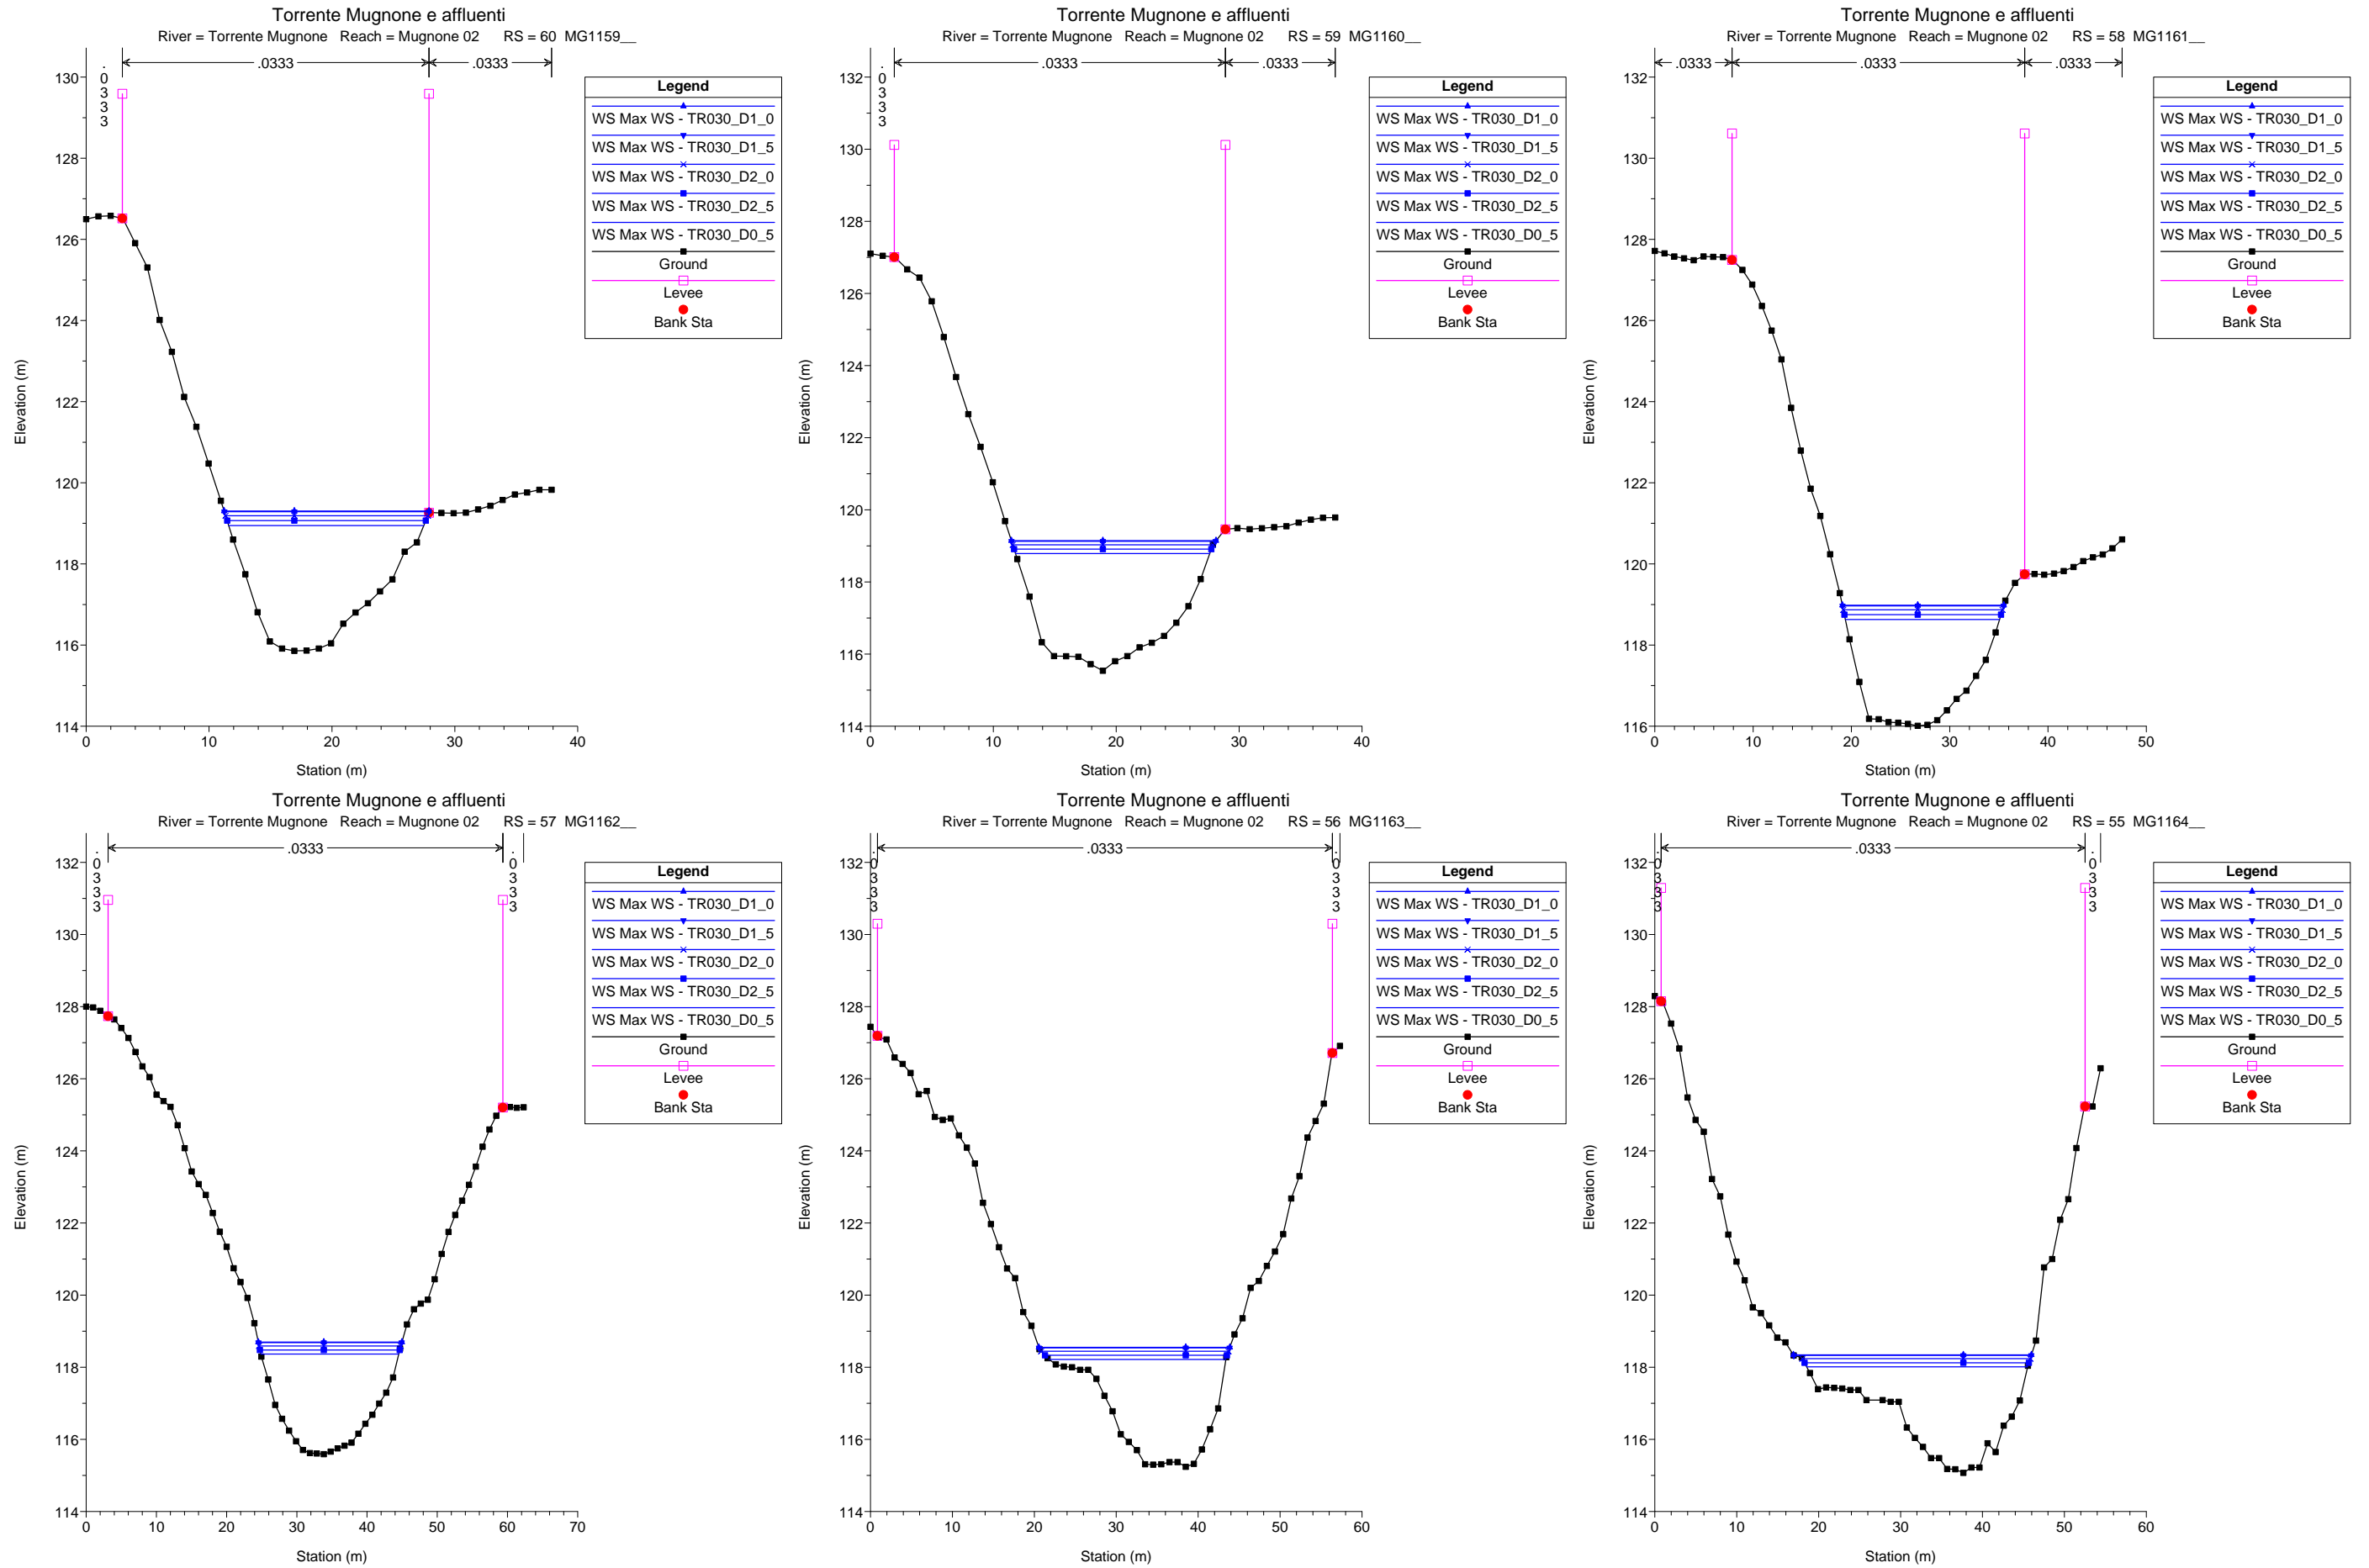 Torrente Mugnone e affluenti
River = Torrente Mugnone Reach = Mugnone 02 RS = 60 MG1159__
.0333
.0333
.0333
Legend
WS Max WS - TR030_D1_0
WS Max WS - TR030_D1_5
WS Max WS - TR030_D2_0
WS Max WS - TR030_D2_5
WS Max WS - TR030_D0_5
Ground
Levee
Bank Sta
130
128
126
124
122
120
118
116
114
Elevation (m)
0 10 20 30 40
Station (m)
Torrente Mugnone e affluenti
River = Torrente Mugnone Reach = Mugnone 02 RS = 59 MG1160__
.0333
.0333
.0333
Legend
WS Max WS - TR030_D1_0
WS Max WS - TR030_D1_5
WS Max WS - TR030_D2_0
WS Max WS - TR030_D2_5
WS Max WS - TR030_D0_5
Ground
Levee
Bank Sta
132
130
128
126
124
122
120
118
116
114
Elevation (m)
0 10 20 30 40
Station (m)
Torrente Mugnone e affluenti
River = Torrente Mugnone Reach = Mugnone 02 RS = 58 MG1161__
.0333
.0333
.0333
Legend
WS Max WS - TR030_D1_0
WS Max WS - TR030_D1_5
WS Max WS - TR030_D2_0
WS Max WS - TR030_D2_5
WS Max WS - TR030_D0_5
Ground
Levee
Bank Sta
132
130
128
126
124
122
120
118
116
Elevation (m)
0 10 20 30 40 50
Station (m)
Torrente Mugnone e affluenti
River = Torrente Mugnone Reach = Mugnone 02 RS = 57 MG1162__
.0333
.0333
.0333
Legend
WS Max WS - TR030_D1_0
WS Max WS - TR030_D1_5
WS Max WS - TR030_D2_0
WS Max WS - TR030_D2_5
WS Max WS - TR030_D0_5
Ground
Levee
Bank Sta
132
130
128
126
124
122
120
118
116
114
Elevation (m)
0 10 20 30 40 50 60 70
Station (m)
Torrente Mugnone e affluenti
River = Torrente Mugnone Reach = Mugnone 02 RS = 56 MG1163__
.0333
.0333
.0333
Legend
WS Max WS - TR030_D1_0
WS Max WS - TR030_D1_5
WS Max WS - TR030_D2_0
WS Max WS - TR030_D2_5
WS Max WS - TR030_D0_5
Ground
Levee
Bank Sta
132
130
128
126
124
122
120
118
116
114
Elevation (m)
0 10 20 30 40 50 60
Station (m)
Torrente Mugnone e affluenti
River = Torrente Mugnone Reach = Mugnone 02 RS = 55 MG1164__
.0333
.0333
.0333
Legend
WS Max WS - TR030_D1_0
WS Max WS - TR030_D1_5
WS Max WS - TR030_D2_0
WS Max WS - TR030_D2_5
WS Max WS - TR030_D0_5
Ground
Levee
Bank Sta
132
130
128
126
124
122
120
118
116
114
Elevation (m)
0 10 20 30 40 50 60
Station (m)